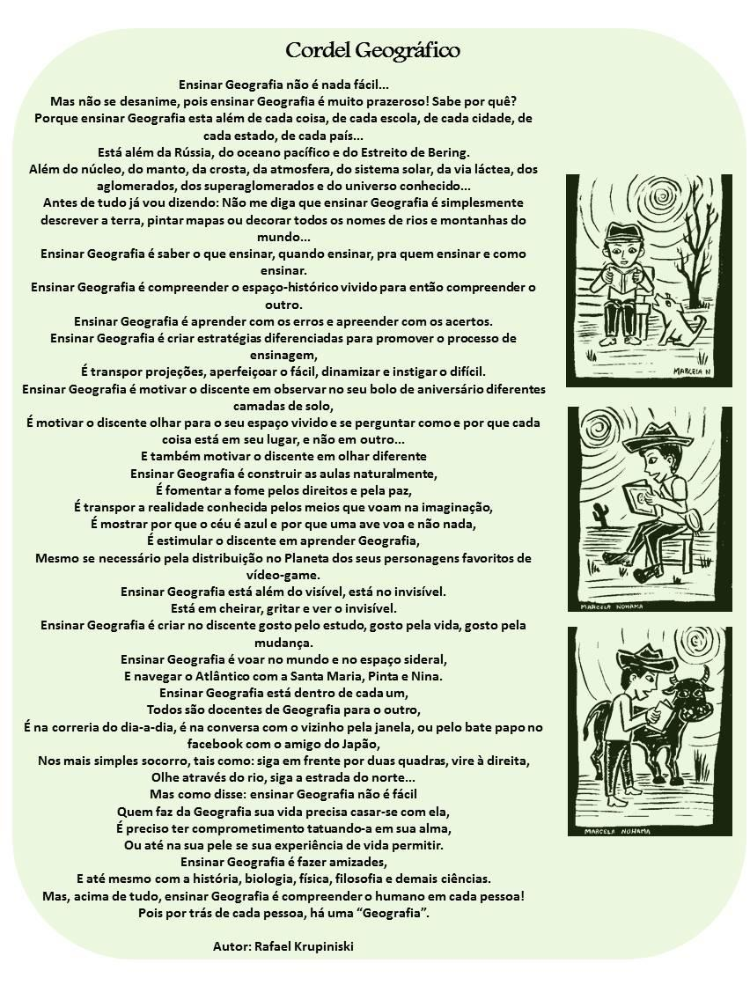 Cordel Geográfico
Ensinar Geografia não é nada fácil...
Mas não se desanime, pois ensinar Geografia é muito prazeroso! Sabe por quê?
Porque ensinar Geografia esta além de cada coisa, de cada escola, de cada cidade, de
cada estado, de cada país...
Está além da Rússia, do oceano pacífico e do Estreito de Bering.
Além do núcleo, do manto, da crosta, da atmosfera, do sistema solar, da via láctea, dos
aglomerados, dos superaglomerados e do universo conhecido...
Antes de tudo já vou dizendo: Não me diga que ensinar Geografia é simplesmente
descrever a terra, pintar mapas ou decorar todos os nomes de rios e montanhas do
mundo...
Ensinar Geografia é saber o que ensinar, quando ensinar, pra quem ensinar e como
ensinar.
Ensinar Geografia é compreender o espaço-histórico vivido para então compreender o
outro.
Ensinar Geografia é aprender com os erros e apreender com os acertos.
Ensinar Geografia é criar estratégias diferenciadas para promover o processo de
ensinagem,
É transpor projeções, aperfeiçoar o fácil, dinamizar e instigar o difícil.
Ensinar Geografia é motivar o discente em observar no seu bolo de aniversário diferentes
camadas de solo,
É motivar o discente olhar para o seu espaço vivido e se perguntar como e por que cada
coisa está em seu lugar, e não em outro...
E também motivar o discente em olhar diferente
Ensinar Geografia é construir as aulas naturalmente,
É fomentar a fome pelos direitos e pela paz,
É transpor a realidade conhecida pelos meios que voam na imaginação,
É mostrar por que o céu é azul e por que uma ave voa e não nada,
É estimular o discente em aprender Geografia,
Mesmo se necessário pela distribuição no Planeta dos seus personagens favoritos de
vídeo-game.
Ensinar Geografia está além do visível, está no invisível.
Está em cheirar, gritar e ver o invisível.
Ensinar Geografia é criar no discente gosto pelo estudo, gosto pela vida, gosto pela
mudança.
Ensinar Geografia é voar no mundo e no espaço sideral,
E navegar o Atlântico com a Santa Maria, Pinta e Nina.
Ensinar Geografia está dentro de cada um,
Todos são docentes de Geografia para o outro,
É na correria do dia-a-dia, é na conversa com o vizinho pela janela, ou pelo bate papo no
facebook com o amigo do Japão,
Nos mais simples socorro, tais como: siga em frente por duas quadras, vire à direita,
Olhe através do rio, siga a estrada do norte...
Mas como disse: ensinar Geografia não é fácil
Quem faz da Geografia sua vida precisa casar-se com ela,
É preciso ter comprometimento tatuando-a em sua alma,
Ou até na sua pele se sua experiência de vida permitir.
Ensinar Geografia é fazer amizades,
E até mesmo com a história, biologia, física, filosofia e demais ciências.
Mas, acima de tudo, ensinar Geografia é compreender o humano em cada pessoa!
Pois por trás de cada pessoa, há uma “Geografia”.
Autor: Rafael Krupiniski
MARCELA N
MARCELA NOHAMA
MARCELA NOHAMA